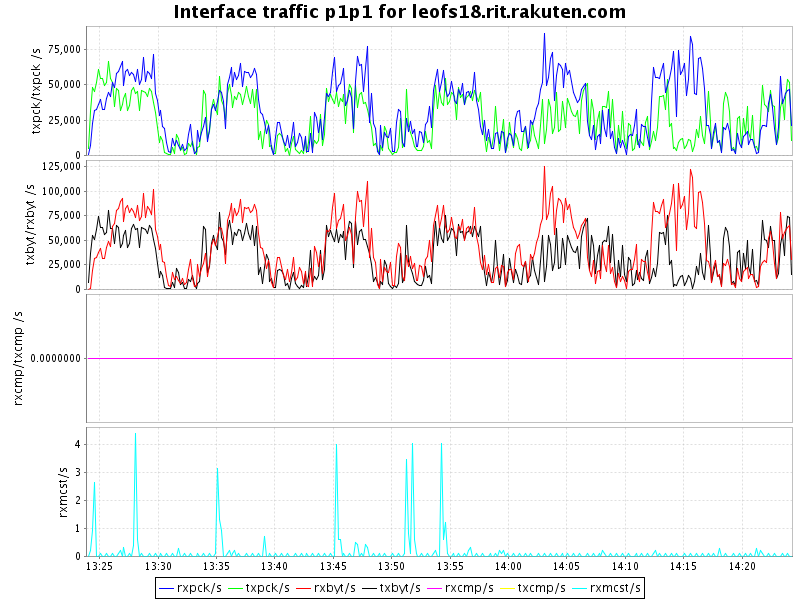 Interface traffic p1p1 for leofs18.rit.rakuten.com
rxpck/txpck /s
75,000
50,000
25,000
0
txbyt/rxbyt /s
125,000
100,000
75,000
50,000
25,000
0
rxcmp/txcmp /s
0.0000000
rxmcst/s
4
3
2
1
0
13:25 13:30 13:35 13:40 13:45 13:50 13:55 14:00 14:05 14:10 14:15 14:20
rxpck/s txpck/s rxbyt/s txbyt/s rxcmp/s txcmp/s rxmcst/s